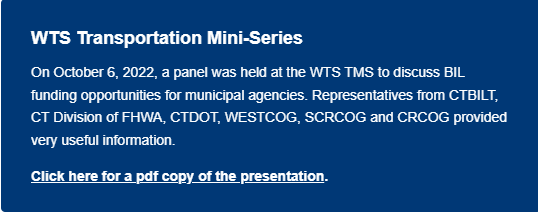 WTS Transportation Mini-Series
On October 6, 2022, a panel was held at the WTS TMS to discuss BIL
funding opportunities for municipal agencies. Representatives from CTBILT,
CT Division of FHWA, CTDOT, WESTCOG, SCRCOG and CRCOG provided
very useful information.
Click here for a pdf copy of the presentation.